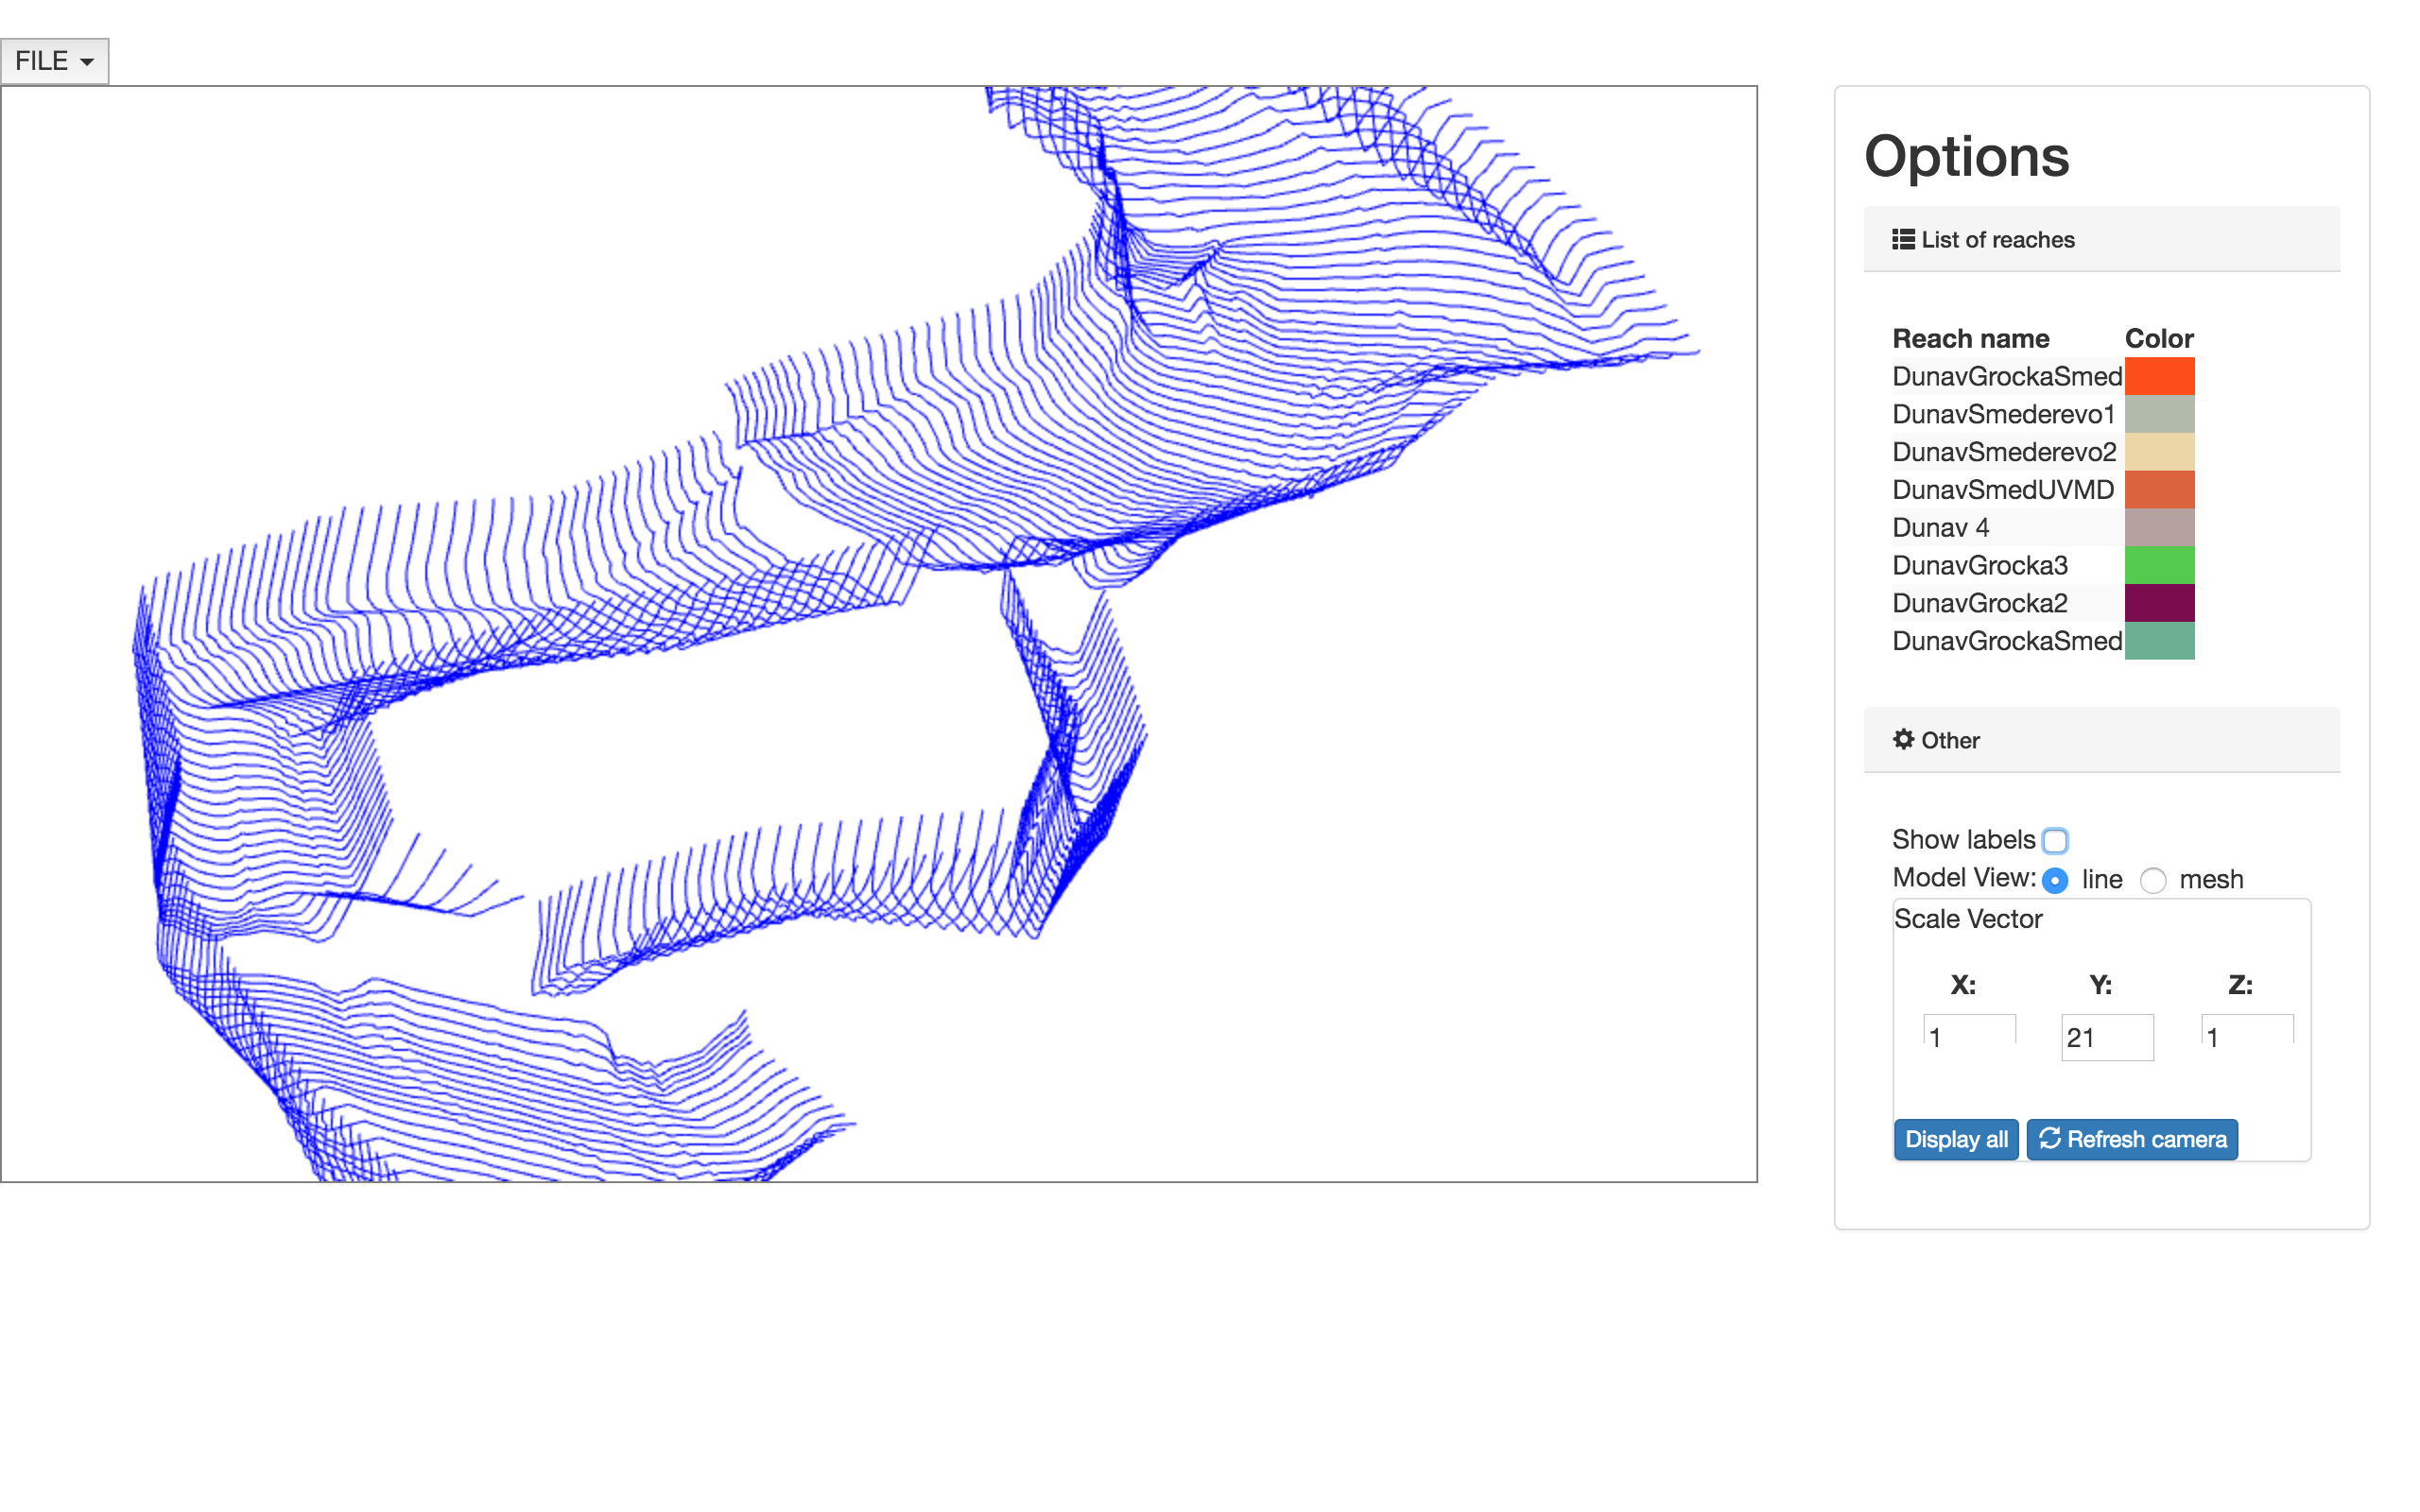 FILE
Options
List of reaches
Reach name Color
DunavGrockaSmed
DunavSmederevo1
DunavSmederevo2
DunavSmedUVMD
Dunav 4
DunavGrocka3
DunavGrocka2
DunavGrockaSmed
Other
Show labels
Model View: line mesh
Scale Vector
X: Y: Z:
1 21 1
Display all Refresh camera